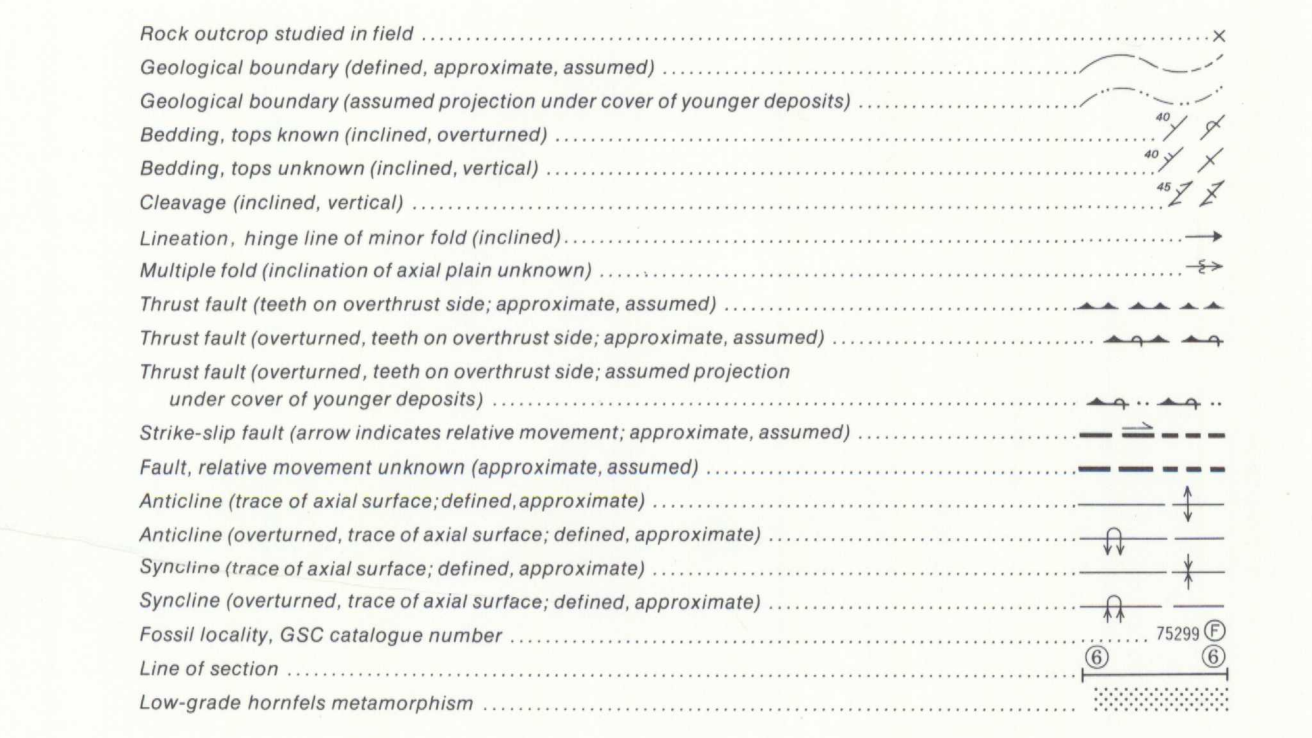 Rock outcrop studied in field
Geological boundary (defined, approximate, assumed)
Geological boundary (assumed projection under cover of younger deposits)
Bedding, tops known (inclined, overturned) 40
Bedding, tops unknown (inclined, vertical) 40
Cleavage (inclined, vertical) 45
Lineation, hinge line of minor fold (inclined)
Multiple fold (inclination of axial plain unknown)
Thrust fault (teeth on overthrust side; approximate, assumed)
Thrust fault (overturned, teeth on overthrust side; approximate, assumed)
Thrust fault (overturned, teeth on overthrust side; assumed projection
under cover of younger deposits)
Strike-slip fault (arrow indicates relative movement; approximate, assumed)
Fault, relative movement unknown (approximate, assumed)
Anticline (trace of axial surface; defined, approximate)
Anticline (overturned, trace of axial surface; defined, approximate)
Syncline (trace of axial surface; defined, approximate)
Syncline (overturned, trace of axial surface; defined, approximate)
Fossil locality, GSC catalogue number 75299 F
Line of section 6 6
Low-grade hornfels metamorphism